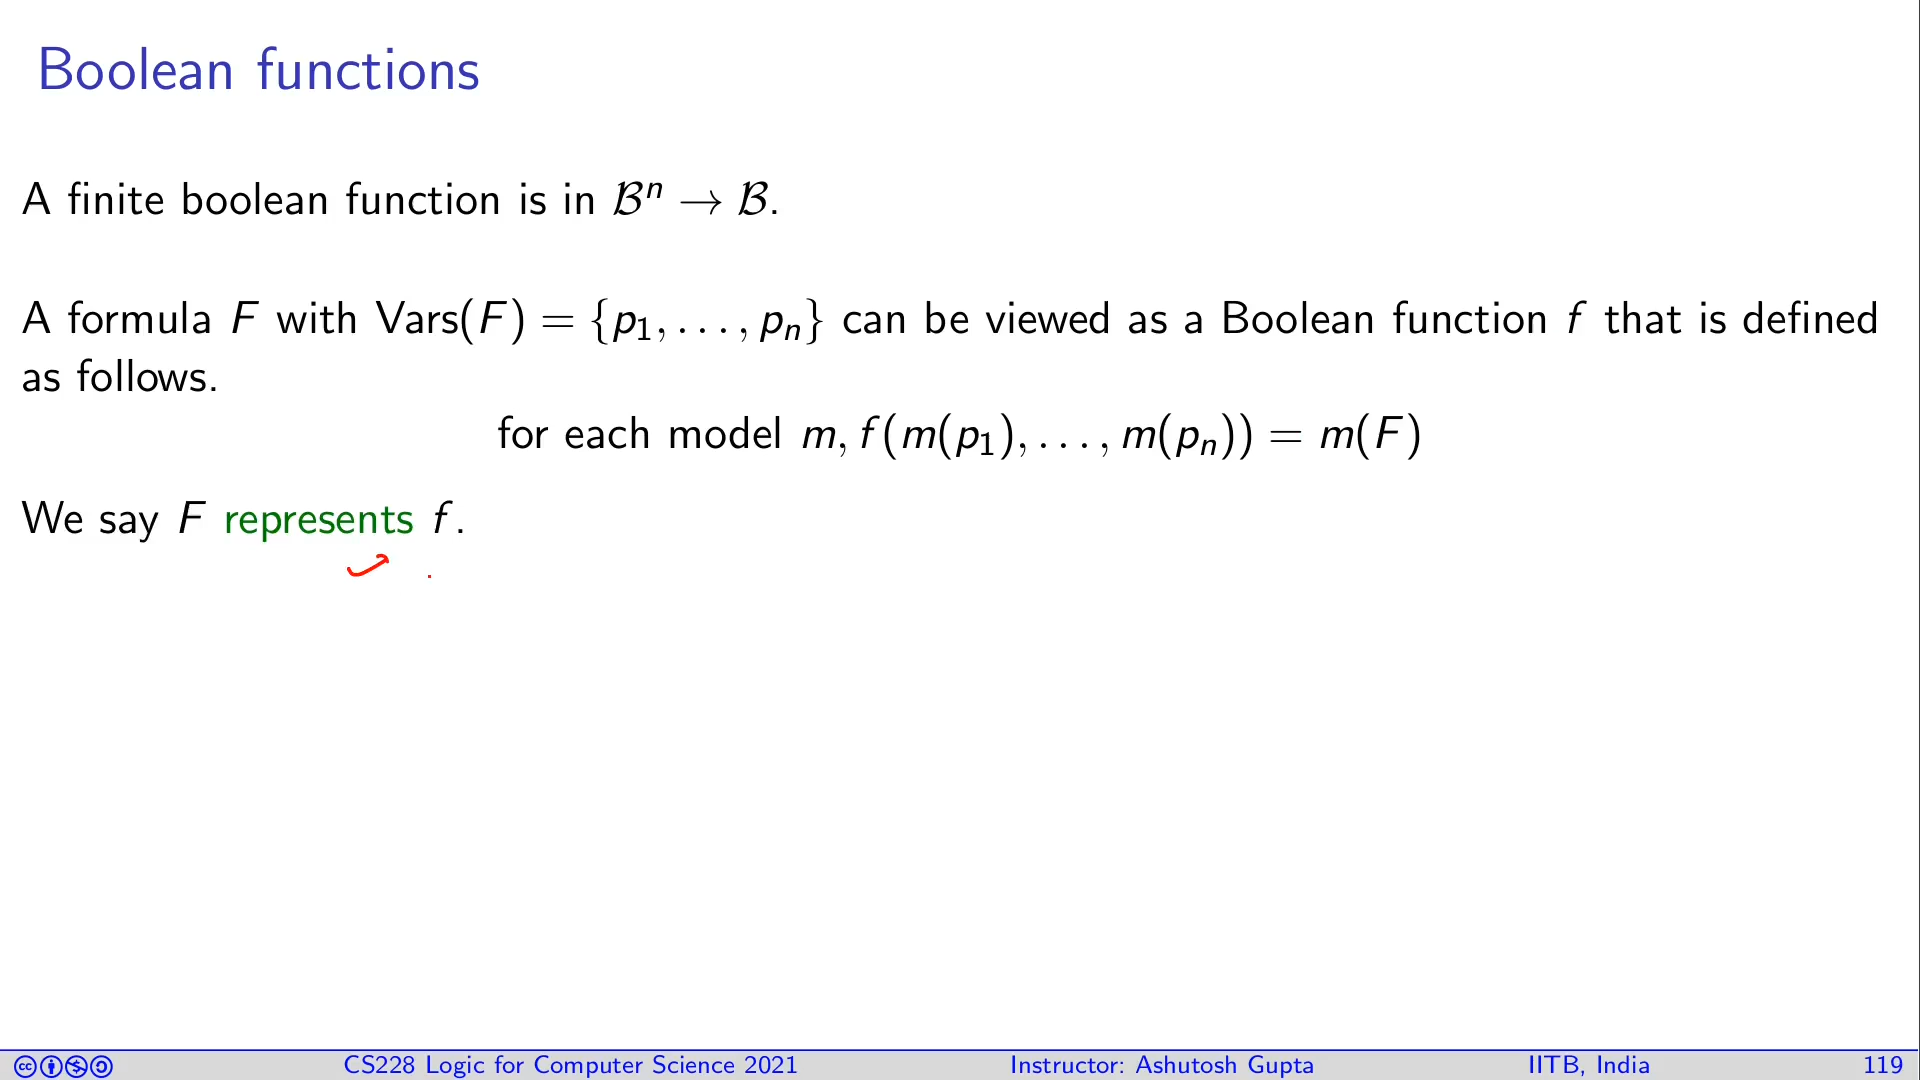 Boolean functions
A finite boolean function is in ℬⁿ → ℬ.
A formula F with Vars(F) = {p₁, . . . , pₙ} can be viewed as a Boolean function f that is defined
as follows.
for each model m, f(m(p₁), . . . , m(pₙ)) = m(F)
We say F represents f.
CS228 Logic for Computer Science 2021 Instructor: Ashutosh Gupta IITB, India 119